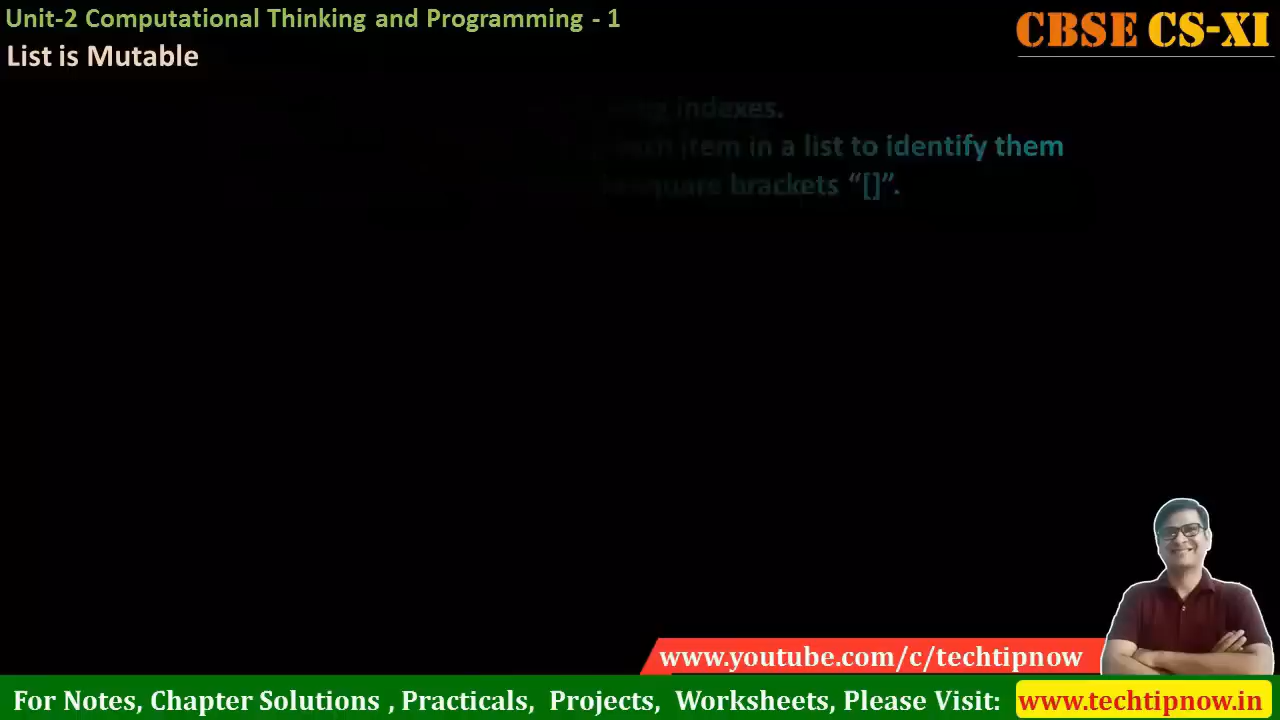 Unit-2 Computational Thinking and Programming - 1
CBSE CS-XI
List is Mutable
indexes.
item in a list to identify them
square brackets “[]”.
www.youtube.com/c/techtipnow
For Notes, Chapter Solutions , Practicals, Projects, Worksheets, Please Visit: www.techtipnow.in